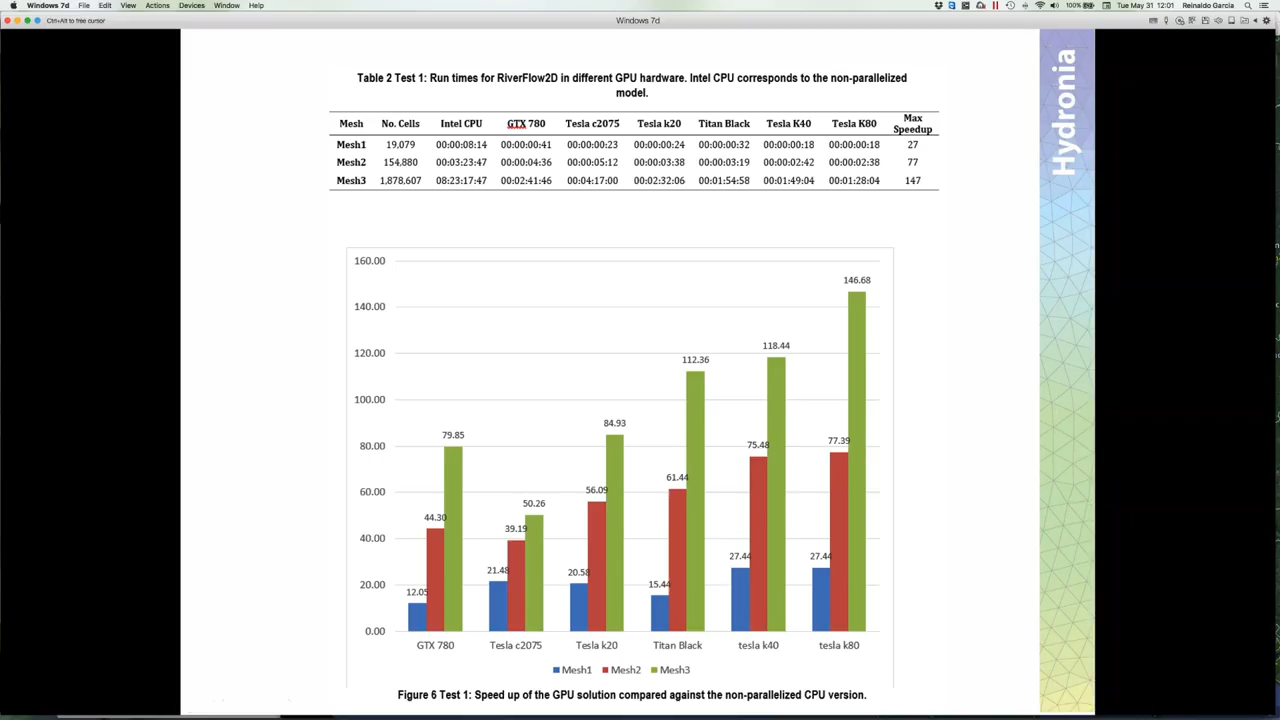 Windows 7d File Edit View Actions Devices Window Help 100% Tue May 31 12:01 Reinaldo Garcia
Ctrl+Alt to free cursor Windows 7d
Hydronia
Table 2 Test 1: Run times for RiverFlow2D in different GPU hardware. Intel CPU corresponds to the non-parallelized
model.
Mesh No. Cells Intel CPU GTX 780 Tesla c2075 Tesla k20 Titan Black Tesla K40 Tesla K80 Max Speedup
Mesh1 19,079 00:00:08:14 00:00:00:41 00:00:00:23 00:00:00:24 00:00:00:32 00:00:00:18 00:00:00:18 27
Mesh2 154,880 00:03:23:47 00:00:04:36 00:00:05:12 00:00:03:38 00:00:03:19 00:00:02:42 00:00:02:38 77
Mesh3 1,878,607 08:23:17:47 00:02:41:46 00:04:17:00 00:02:32:06 00:01:54:58 00:01:49:04 00:01:28:04 147
160.00
140.00
120.00
100.00
80.00
60.00
40.00
20.00
0.00
12.05 44.30 79.85
21.48 39.19 50.26
20.58 56.09 84.93
15.44 61.44 112.36
27.44 75.48 118.44
27.44 77.39 146.68
GTX 780 Tesla c2075 Tesla k20 Titan Black tesla k40 tesla k80
Mesh1 Mesh2 Mesh3
Figure 6 Test 1: Speed up of the GPU solution compared against the non-parallelized CPU version.